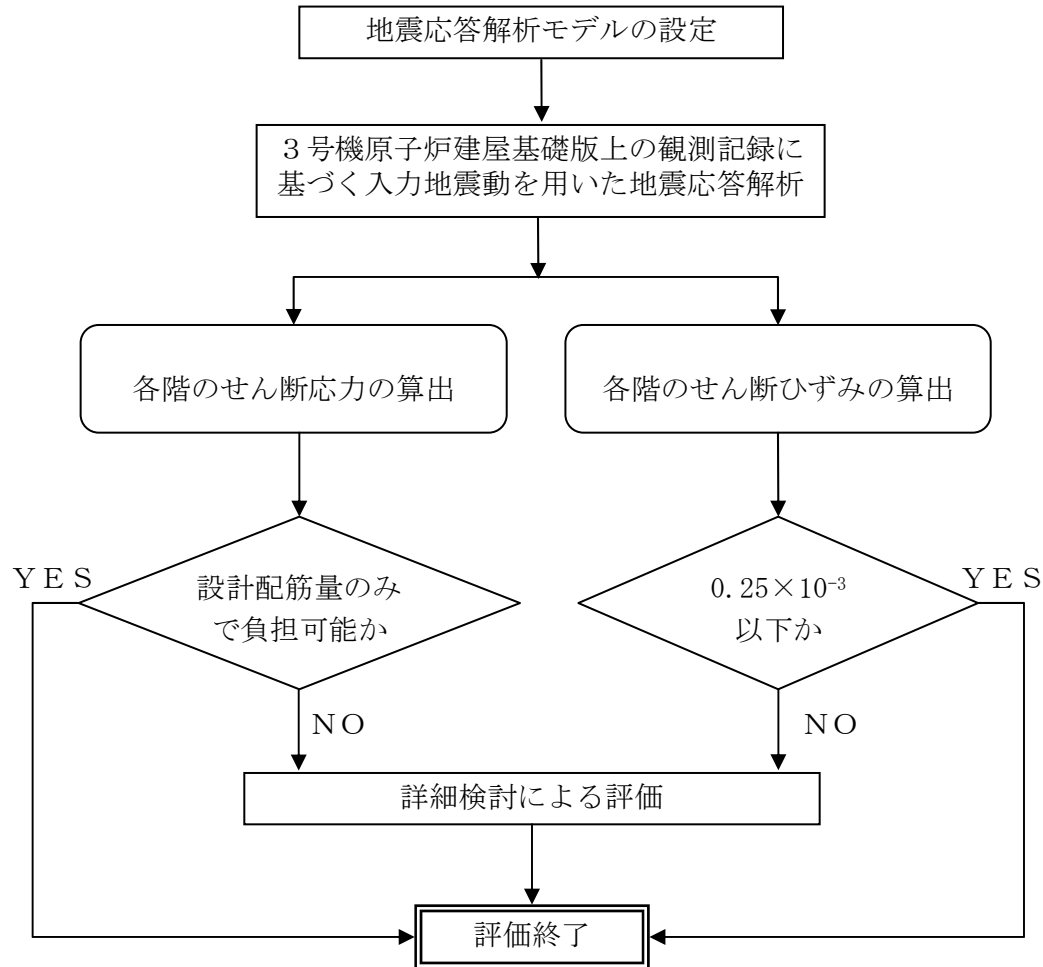 地震応答解析モデルの設定
３号機原子炉建屋基礎版上の観測記録に
基づく入力地震動を用いた地震応答解析
各階のせん断応力の算出
各階のせん断ひずみの算出
YES
設計配筋量のみ
で負担可能か
0.25×10⁻³
以下か
YES
NO
NO
詳細検討による評価
評価終了